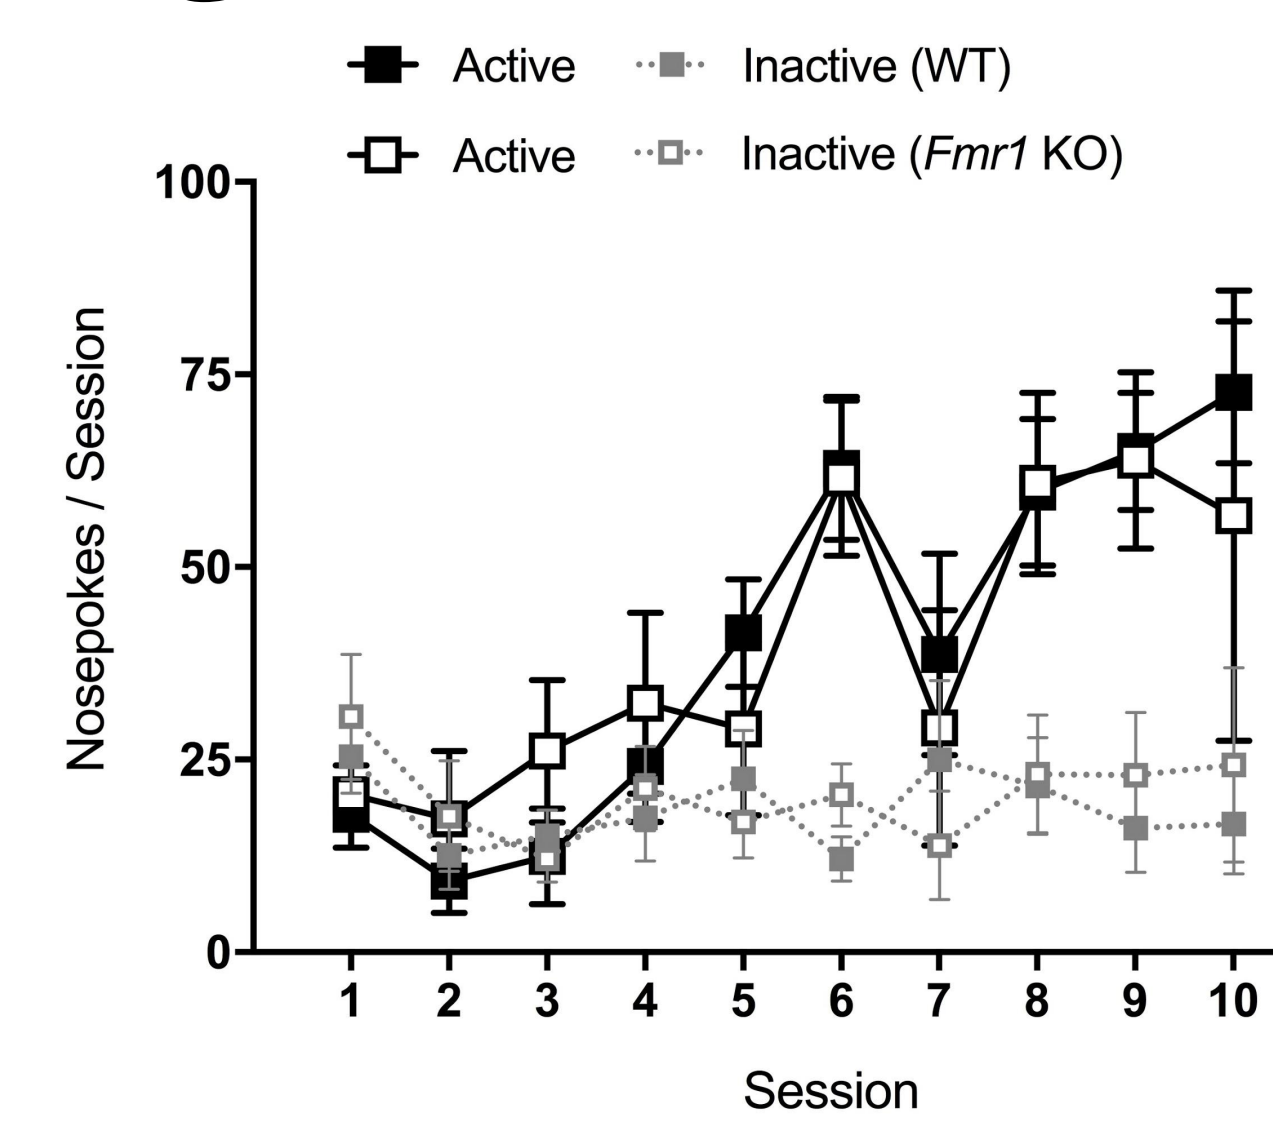 Active Inactive (WT)
Active Inactive (Fmr1 KO)
100
75
50
25
0
Nosepokes / Session
1 2 3 4 5 6 7 8 9 10
Session